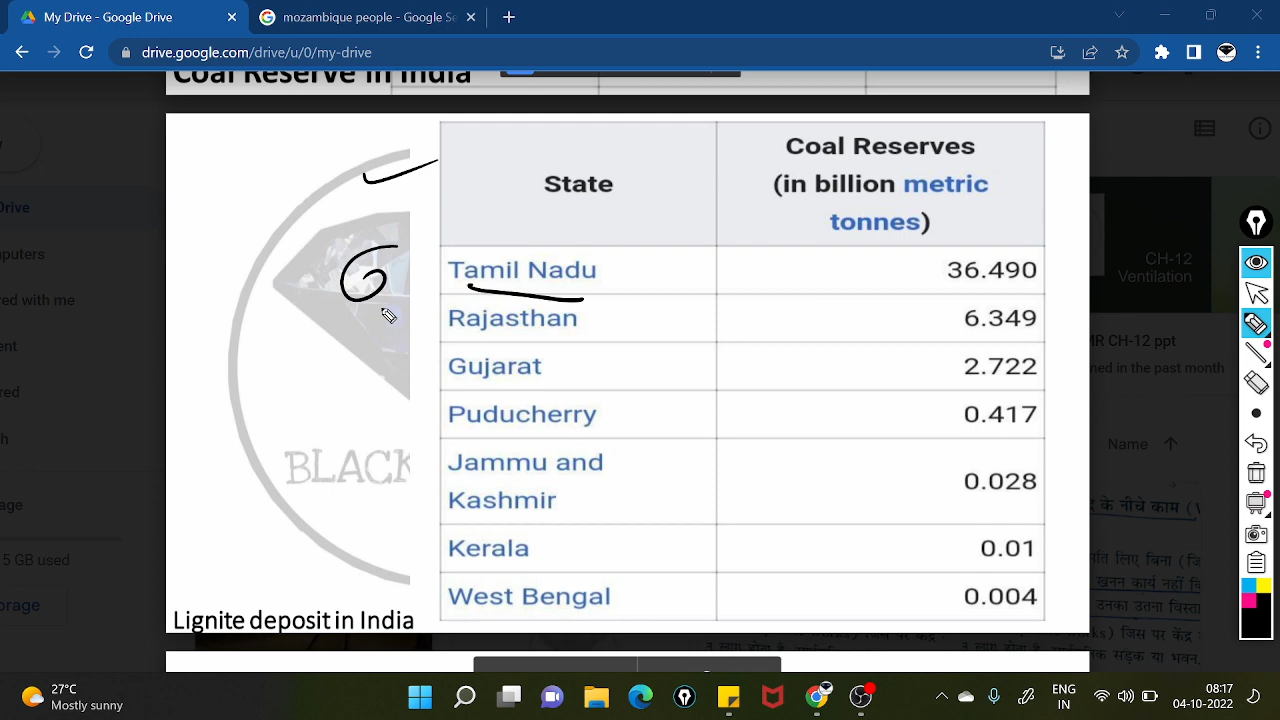 My Drive - Google Drive
mozambique people - Google Se
drive.google.com/drive/u/0/my-drive
Coal Reserve in India
State
Coal Reserves
(in billion metric
tonnes)
Tamil Nadu 36.490
Rajasthan 6.349
Gujarat 2.722
Puducherry 0.417
Jammu and
Kashmir
0.028
Kerala 0.01
West Bengal 0.004
6
BLACK
Lignite deposit in India
Drive
puters
red with me
ent
red
age
5 GB used
orage
CH-12
Ventilation
MR CH-12 ppt
ned in the past month
Name
के नीचे काम
27°C
Mostly sunny
ENG
IN
08:17
04-10-2022